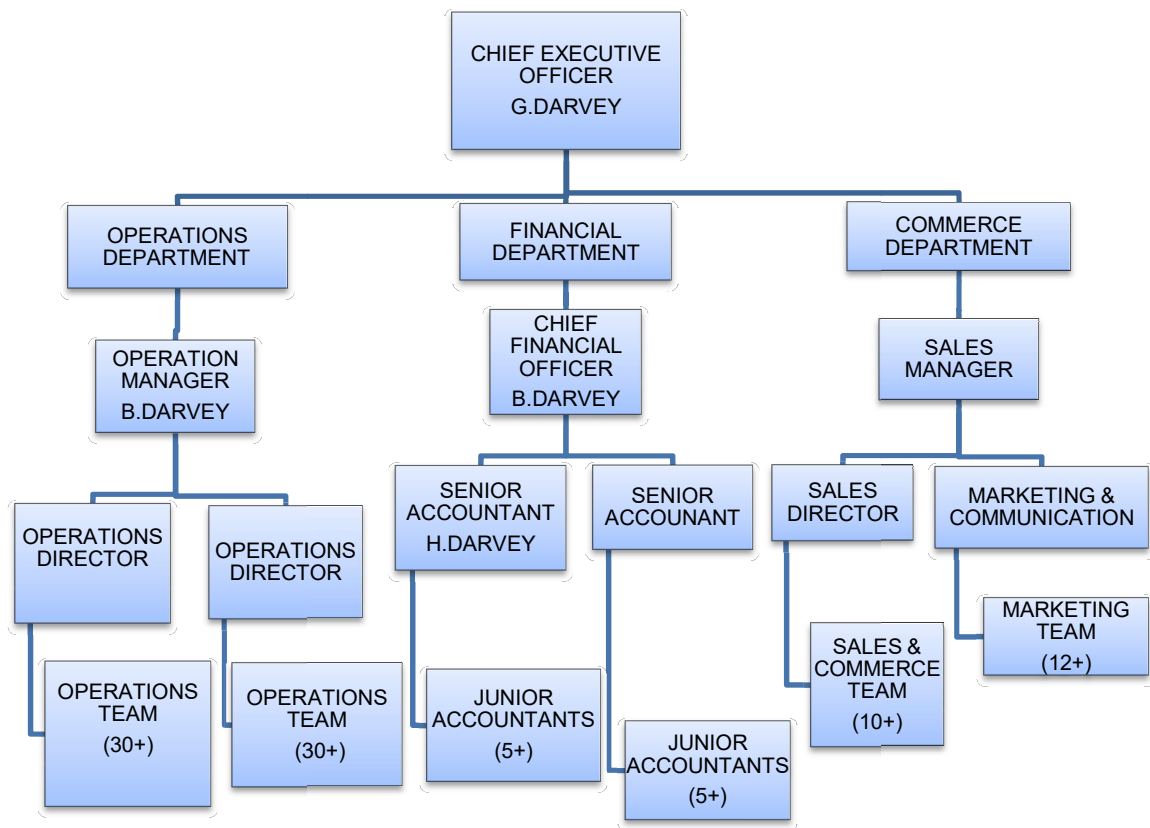 CHIEF EXECUTIVE
OFFICER
G.DARVEY
OPERATIONS
DEPARTMENT
FINANCIAL
DEPARTMENT
COMMERCE
DEPARTMENT
OPERATION
MANAGER
B.DARVEY
CHIEF
FINANCIAL
OFFICER
B.DARVEY
SALES
MANAGER
OPERATIONS
DIRECTOR
OPERATIONS
DIRECTOR
SENIOR
ACCOUNTANT
H.DARVEY
SENIOR
ACCOUNANT
SALES
DIRECTOR
MARKETING &
COMMUNICATION
OPERATIONS
TEAM
(30+)
OPERATIONS
TEAM
(30+)
JUNIOR
ACCOUNTANTS
(5+)
JUNIOR
ACCOUNTANTS
(5+)
SALES &
COMMERCE
TEAM
(10+)
MARKETING
TEAM
(12+)